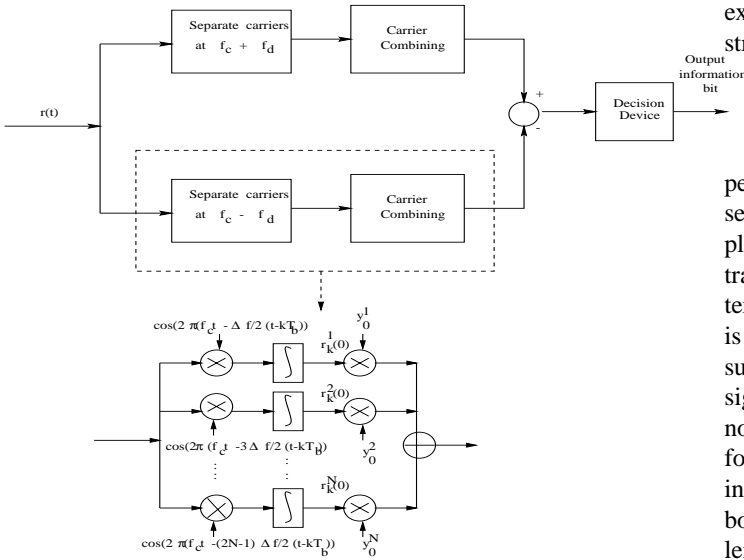 Separate carriers
at f_c + f_d
Carrier
Combining
Output
information
bit
r(t)
+
-
Decision
Device
Separate carriers
at f_c - f_d
Carrier
Combining
cos(2 π(f_c t - Δ f/2 (t-kT_b))
y_0^1
∫
r_k^1(0)
∫
r_k^2(0)
cos(2π (f_c t -3 Δ f/2 (t-kT_b))
y_0^2
∫
r_k^N(0)
cos(2 π(f_c t -(2N-1) Δ f/2 (t-kT_b))
y_0^N
ex
str
pe
se
pl
tra
te
is
su
sig
no
fo
in
bo
le